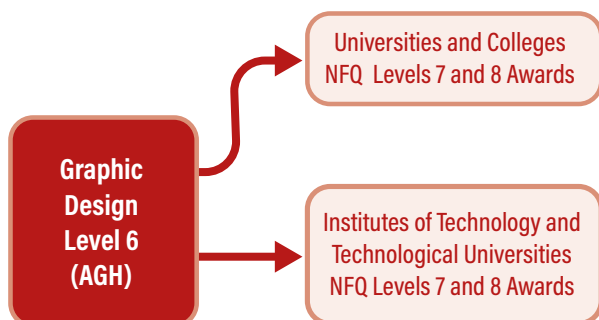 Graphic
Design
Level 6
(AGH)
Universities and Colleges
NFQ Levels 7 and 8 Awards
Institutes of Technology and
Technological Universities
NFQ Levels 7 and 8 Awards